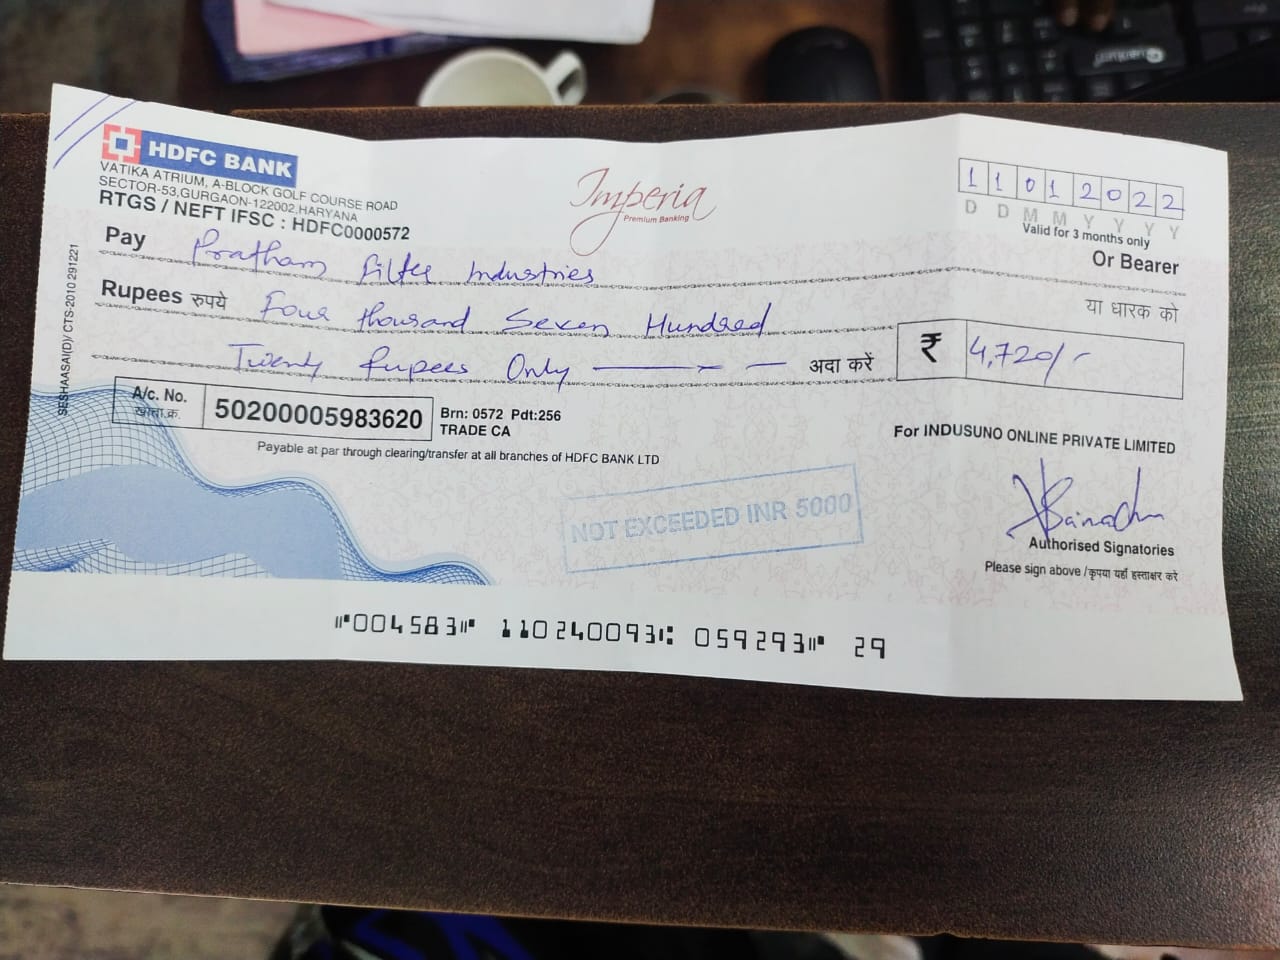 HDFC BANK
VATIKA ATRIUM, A-BLOCK GOLF COURSE ROAD
SECTOR-53,GURGAON-122002,HARYANA
RTGS / NEFT IFSC : HDFC0000572
Imperia
Premium Banking
1 1 0 1 2 0 2 2
D D M M Y Y Y Y
Valid for 3 months only
Pay Pratham Filter Industries
Or Bearer
Rupees रुपये Four thousand Seven Hundred
या धारक को
Twenty Rupees Only अदा करें ₹ 4,720/-
A/c. No.
खाता.क्र.
50200005983620
Brn: 0572 Pdt:256
TRADE CA
Payable at par through clearing/transfer at all branches of HDFC BANK LTD
For INDUSUNO ONLINE PRIVATE LIMITED
NOT EXCEEDED INR 5000
Authorised Signatories
Please sign above /कृपया यहाँ हस्ताक्षर करे
SESHAASAI(D)/ CTS-2010 291221
⑈004583⑈ 110240093⑆ 059293⑈ 29